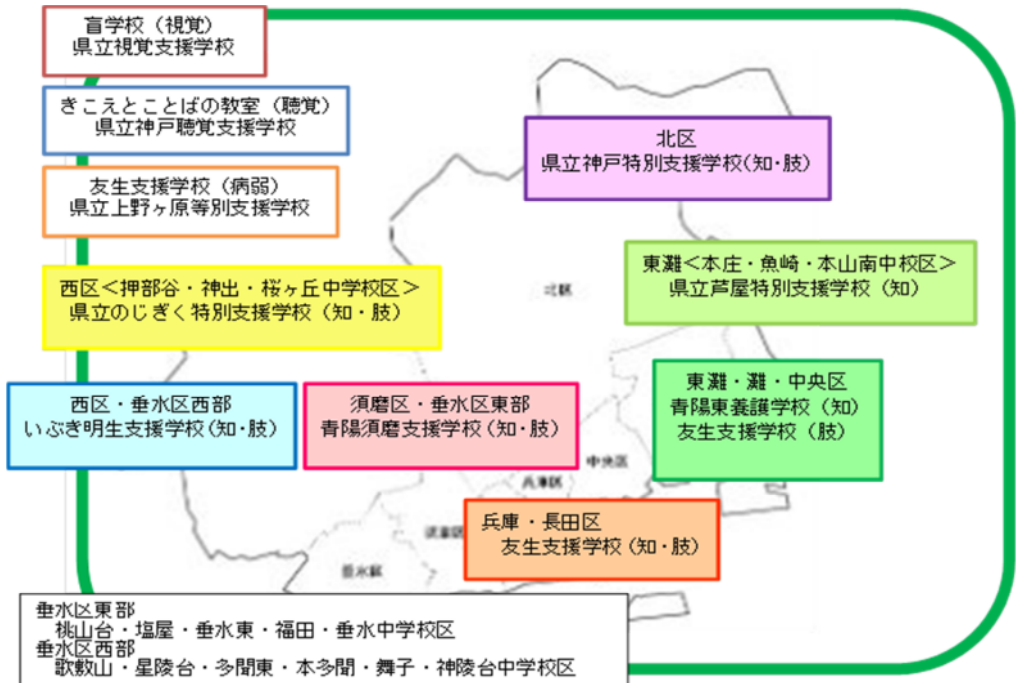 盲学校（視覚）
県立視覚支援学校
きこえとことばの教室（聴覚）
県立神戸聴覚支援学校
友生支援学校（病弱）
県立上野ヶ原等別支援学校
北区
県立神戸特別支援学校(知・肢)
東灘＜本庄・魚崎・本山南中校区＞
県立芦屋特別支援学校（知）
西区＜押部谷・神出・桜ヶ丘中学校区＞
県立のじぎく特別支援学校（知・肢）
北区
西区・垂水区西部
いぶき明生支援学校(知・肢)
須磨区・垂水区東部
青陽須磨支援学校(知・肢)
東灘・灘・中央区
青陽東養護学校（知）
友生支援学校（肢）
中央区
兵庫区
兵庫・長田区
友生支援学校(知・肢)
須磨区
垂水区
垂水区東部
桃山台・塩屋・垂水東・福田・垂水中学校区
垂水区西部
歌敷山・星陵台・多聞東・本多聞・舞子・神陵台中学校区